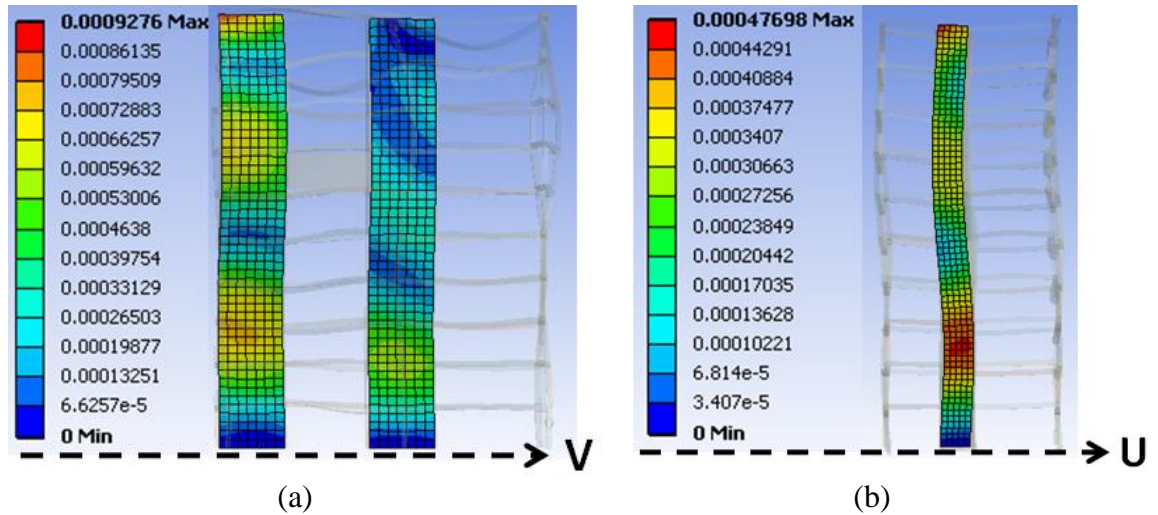 0.0009276 Max
0.00086135
0.00079509
0.00072883
0.00066257
0.00059632
0.00053006
0.0004638
0.00039754
0.00033129
0.00026503
0.00019877
0.00013251
6.6257e-5
0 Min
V
(a)
0.00047698 Max
0.00044291
0.00040884
0.00037477
0.0003407
0.00030663
0.00027256
0.00023849
0.00020442
0.00017035
0.00013628
0.00010221
6.814e-5
3.407e-5
0 Min
U
(b)